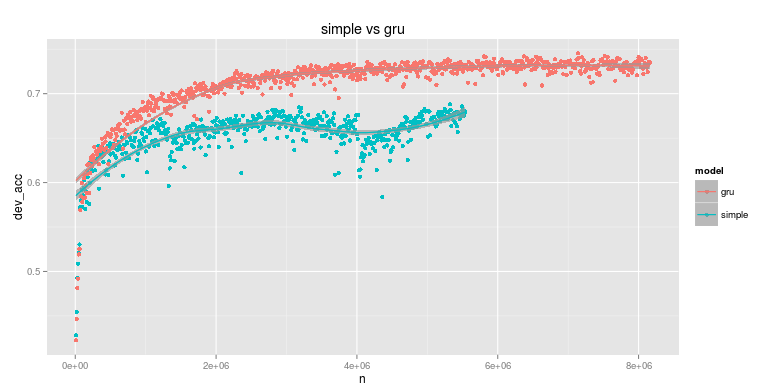 simple vs gru
0.7
0.6
0.5
dev_acc
0e+00
2e+06
4e+06
6e+06
8e+06
n
model
gru
simple